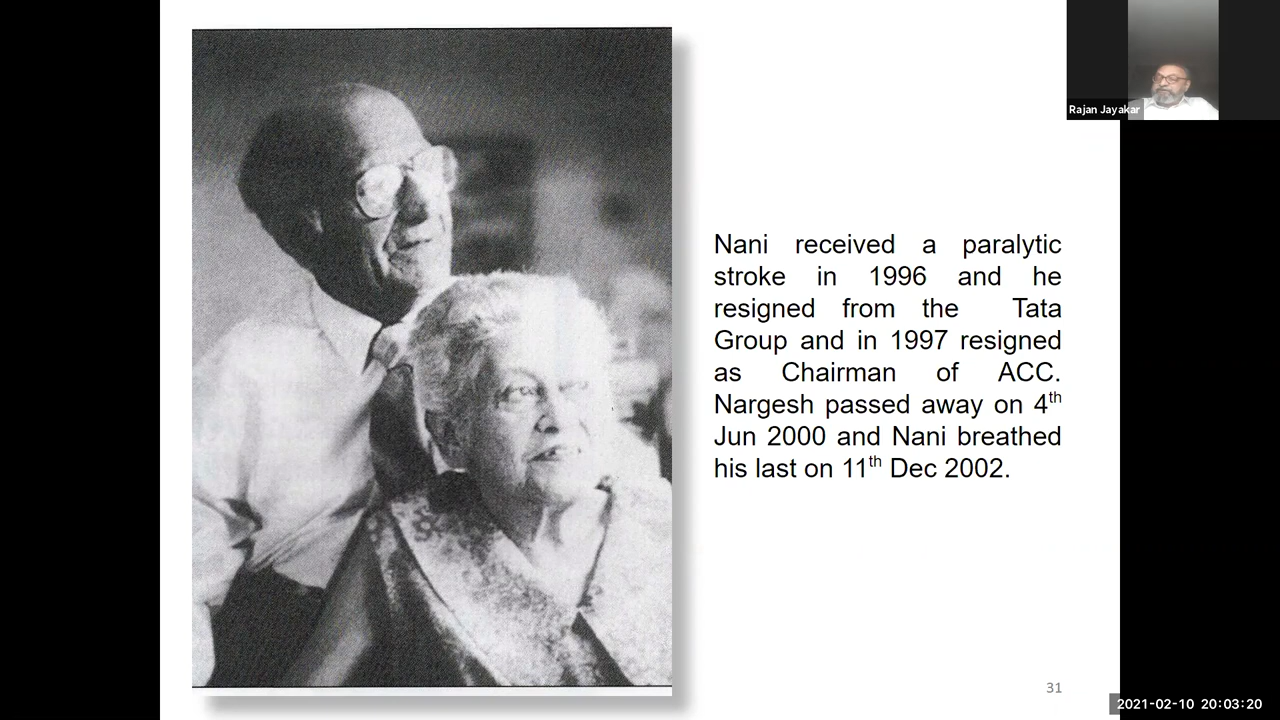 Rajan Jayakar
Nani received a paralytic
stroke in 1996 and he
resigned from the Tata
Group and in 1997 resigned
as Chairman of ACC.
Nargesh passed away on 4th
Jun 2000 and Nani breathed
his last on 11th Dec 2002.
31
2021-02-10 20:03:20